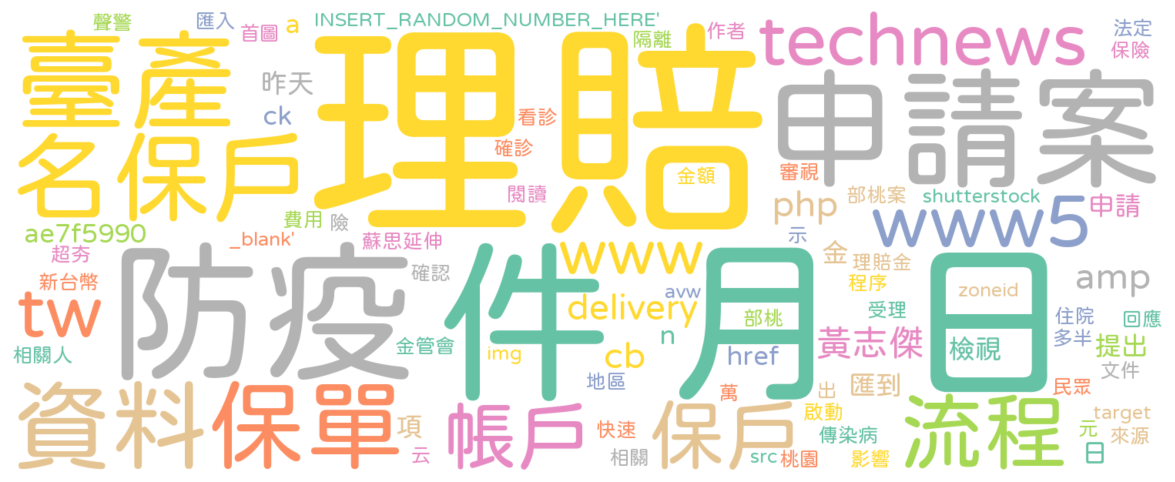 聲警 匯入 首圖 a INSERT_RANDOM_NUMBER_HERE' 隔離 作者 technews 法定 保險
臺產 昨天 ck 理賠 看診 確診 申請案
名保戶 閱讀 金額 審視
費用 險 php 部桃案 shutterstock 申請
ae7f5990 _blank' 蘇思延伸 www www5
超夯 確認 金 理賠金 示
新台幣 tw 防疫 件 月 日 delivery avw 程序 zoneid amp
相關人 金管會 img cb n 部桃 href 受理 黃志傑 檢視 住院 多半 回應 提出
地區 文件
資料 保單 項 云 帳戶 快速 相關 保戶 萬 出 匯到 啟動 流程 民眾 _target
src 桃園 傳染病 影響 元 日 來源